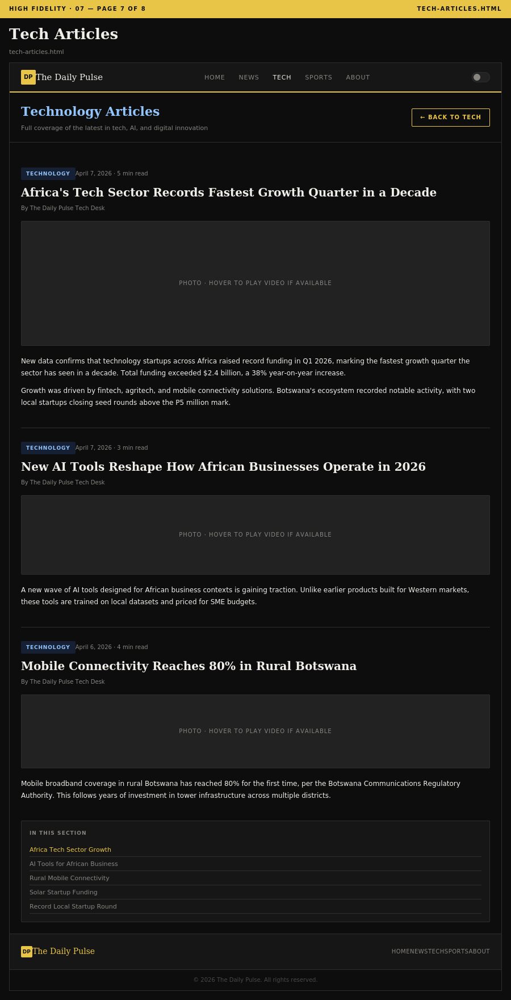 HIGH FIDELITY · 07 — PAGE 7 OF 8
TECH-ARTICLES.HTML
Tech Articles
tech-articles.html
DP The Daily Pulse
HOME NEWS TECH SPORTS ABOUT
Technology Articles
Full coverage of the latest in tech, AI, and digital innovation
← BACK TO TECH
TECHNOLOGY April 7, 2026 · 5 min read
Africa's Tech Sector Records Fastest Growth Quarter in a Decade
By The Daily Pulse Tech Desk
PHOTO · HOVER TO PLAY VIDEO IF AVAILABLE
New data confirms that technology startups across Africa raised record funding in Q1 2026, marking the fastest growth quarter the
sector has seen in a decade. Total funding exceeded $2.4 billion, a 38% year-on-year increase.
Growth was driven by fintech, agritech, and mobile connectivity solutions. Botswana's ecosystem recorded notable activity, with two
local startups closing seed rounds above the P5 million mark.
TECHNOLOGY April 7, 2026 · 3 min read
New AI Tools Reshape How African Businesses Operate in 2026
By The Daily Pulse Tech Desk
PHOTO · HOVER TO PLAY VIDEO IF AVAILABLE
A new wave of AI tools designed for African business contexts is gaining traction. Unlike earlier products built for Western markets,
these tools are trained on local datasets and priced for SME budgets.
TECHNOLOGY April 6, 2026 · 4 min read
Mobile Connectivity Reaches 80% in Rural Botswana
By The Daily Pulse Tech Desk
PHOTO · HOVER TO PLAY VIDEO IF AVAILABLE
Mobile broadband coverage in rural Botswana has reached 80% for the first time, per the Botswana Communications Regulatory
Authority. This follows years of investment in tower infrastructure across multiple districts.
IN THIS SECTION
Africa Tech Sector Growth
AI Tools for African Business
Rural Mobile Connectivity
Solar Startup Funding
Record Local Startup Round
DP The Daily Pulse
HOMENEWSTECHSPORTSABOUT
© 2026 The Daily Pulse. All rights reserved.